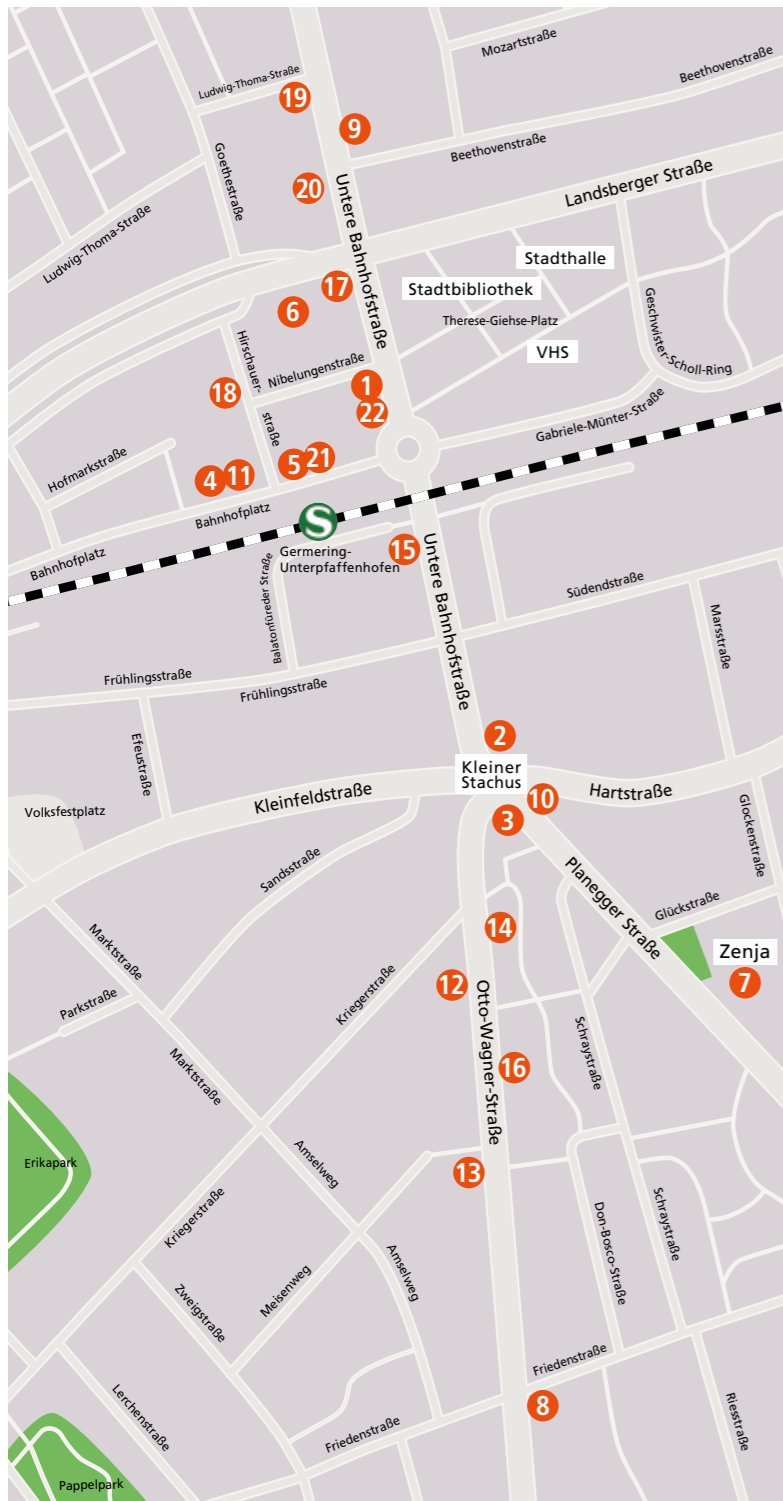 Mozartstraße
Ludwig-Thoma-Straße
Beethovenstraße
19
9
Beethovenstraße
Goethestraße
20
Untere Bahnhofstraße
Landsberger Straße
Ludwig-Thoma-Straße
Stadthalle
17
Stadtbibliothek
6
Therese-Giehse-Platz
Geschwister-Scholl-Ring
VHS
Hirschauer-
straße
Nibelungenstraße
1
18
22
Gabriele-Münter-Straße
Hofmarkstraße
21
5
11
4
Bahnhofplatz
S
Germering-
Unterpfaffenhofen
15
Bahnhofplatz
Untere Bahnhofstraße
Balatonfüreder Straße
Südendstraße
Marsstraße
Frühlingsstraße
Frühlingsstraße
Efeustraße
2
Kleiner
Stachus
Kleinfeldstraße
Hartstraße
10
3
Volksfestplatz
Glockenstraße
Sandsstraße
Planegger Straße
Glückstraße
14
Marktstraße
Zenja
7
Kriegerstraße
12
Otto-Wagner-Straße
Parkstraße
Schraystraße
Marktstraße
16
Erikapark
Amselweg
13
Kriegerstraße
Schraystraße
Don-Bosco-Straße
Amselweg
Meisenweg
Zweigstraße
Friedenstraße
8
Lerchenstraße
Friedenstraße
Riesstraße
Pappelpark